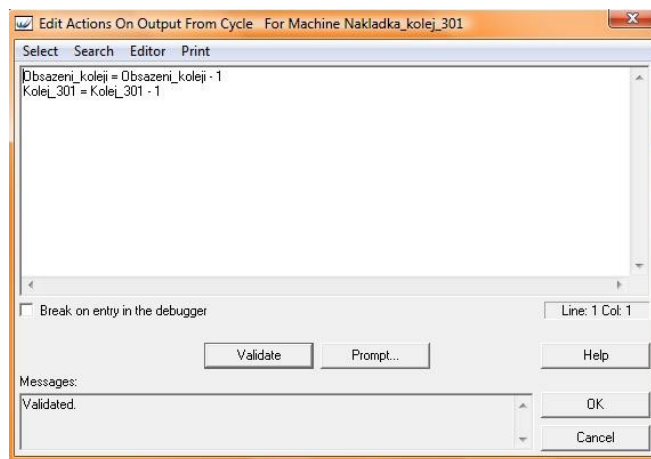 Edit Actions On Output From Cycle For Machine Nakladka_kolej_301
Select Search Editor Print
Obsazeni_koleji = Obsazeni_koleji - 1
Kolej_301 = Kolej_301 - 1
Break on entry in the debugger
Line: 1 Col: 1
Validate Prompt... Help
Messages:
Validated.
OK
Cancel